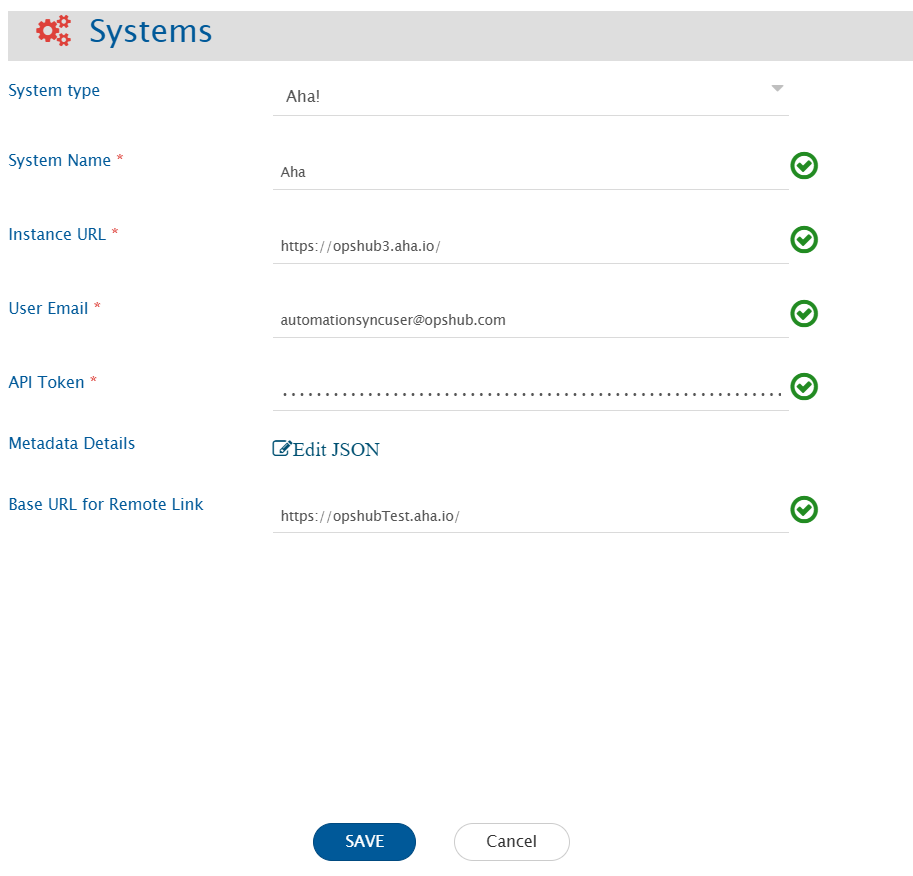 Systems
System type
Aha!
System Name *
Aha
Instance URL *
https://opshub3.aha.io/
User Email *
automationsyncuser@opshub.com
API Token *
Metadata Details
Edit JSON
Base URL for Remote Link
https://opshubTest.aha.io/
SAVE
Cancel